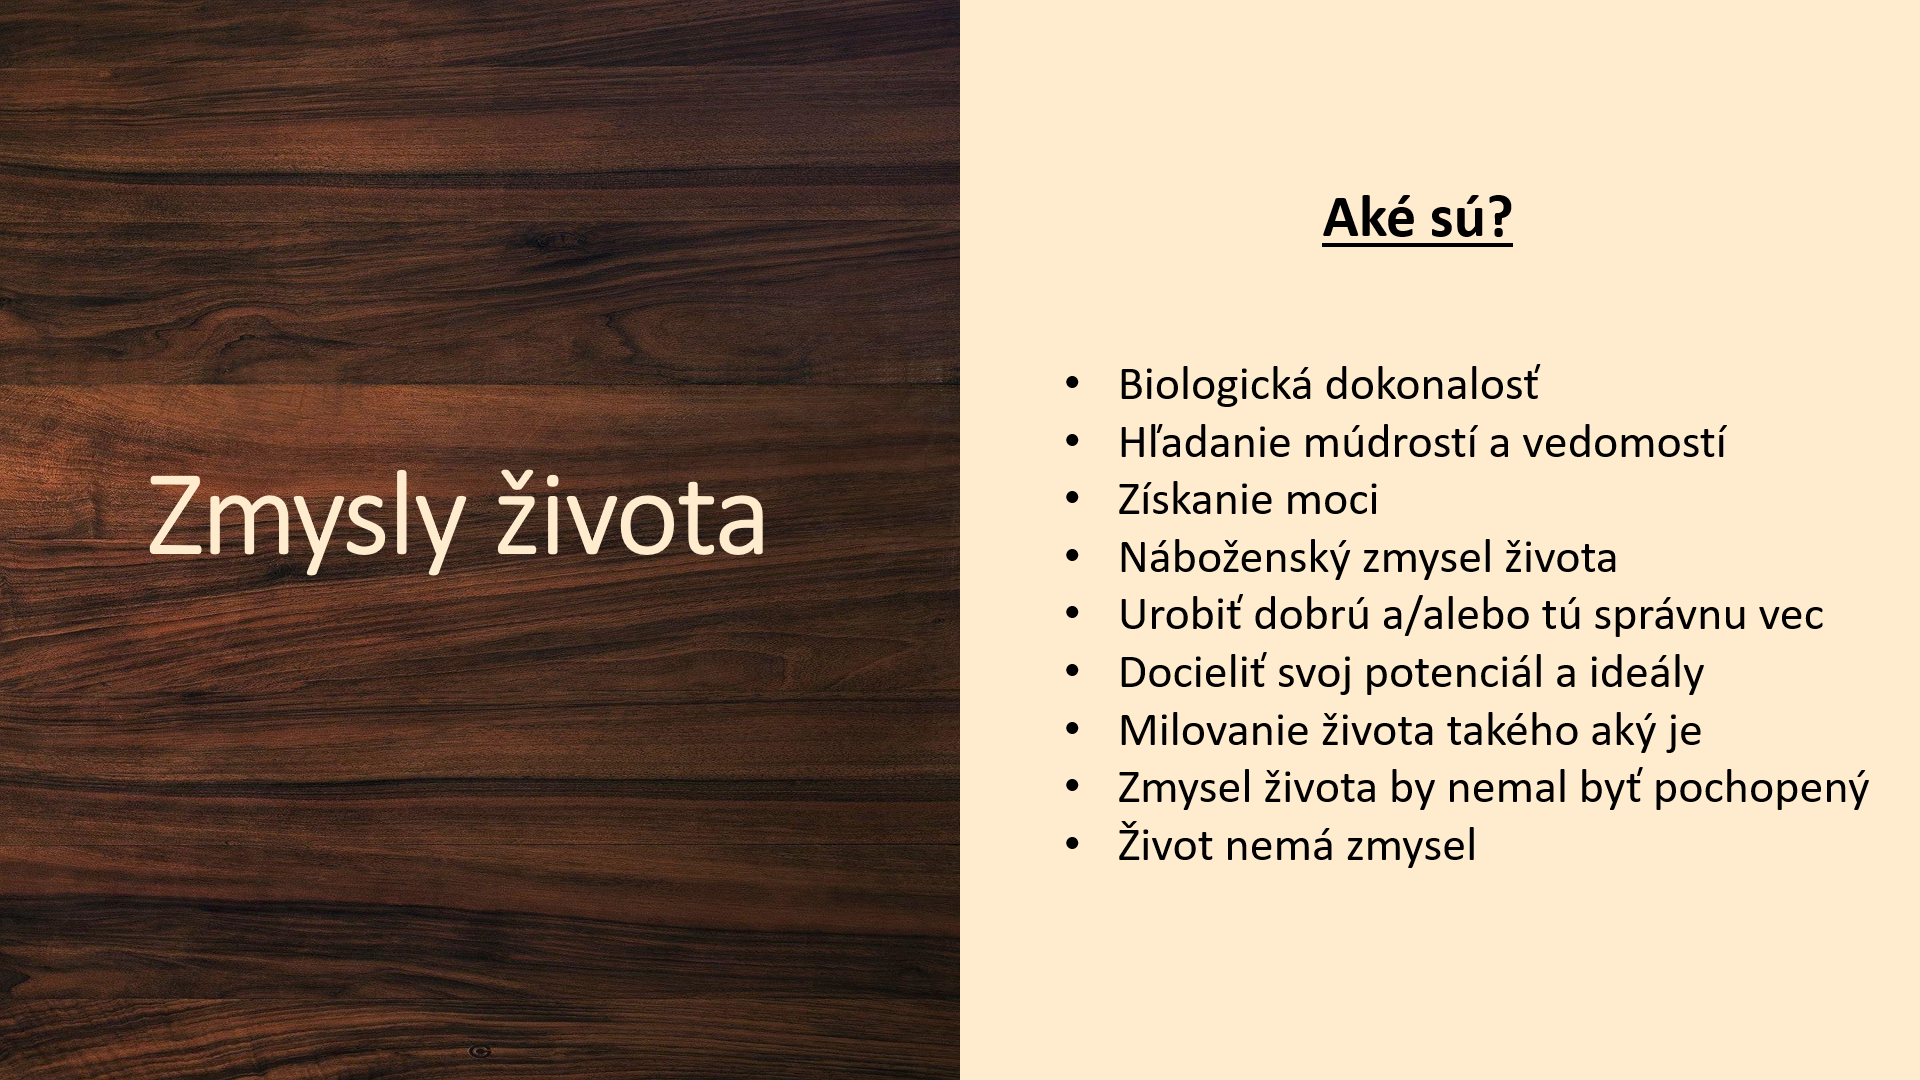 Zmysly života
Aké sú?
• Biologická dokonalosť
• Hľadanie múdrostí a vedomostí
• Získanie moci
• Náboženský zmysel života
• Urobiť dobrú a/alebo tú správnu vec
• Docieliť svoj potenciál a ideály
• Milovanie života takého aký je
• Zmysel života by nemal byť pochopený
• Život nemá zmysel